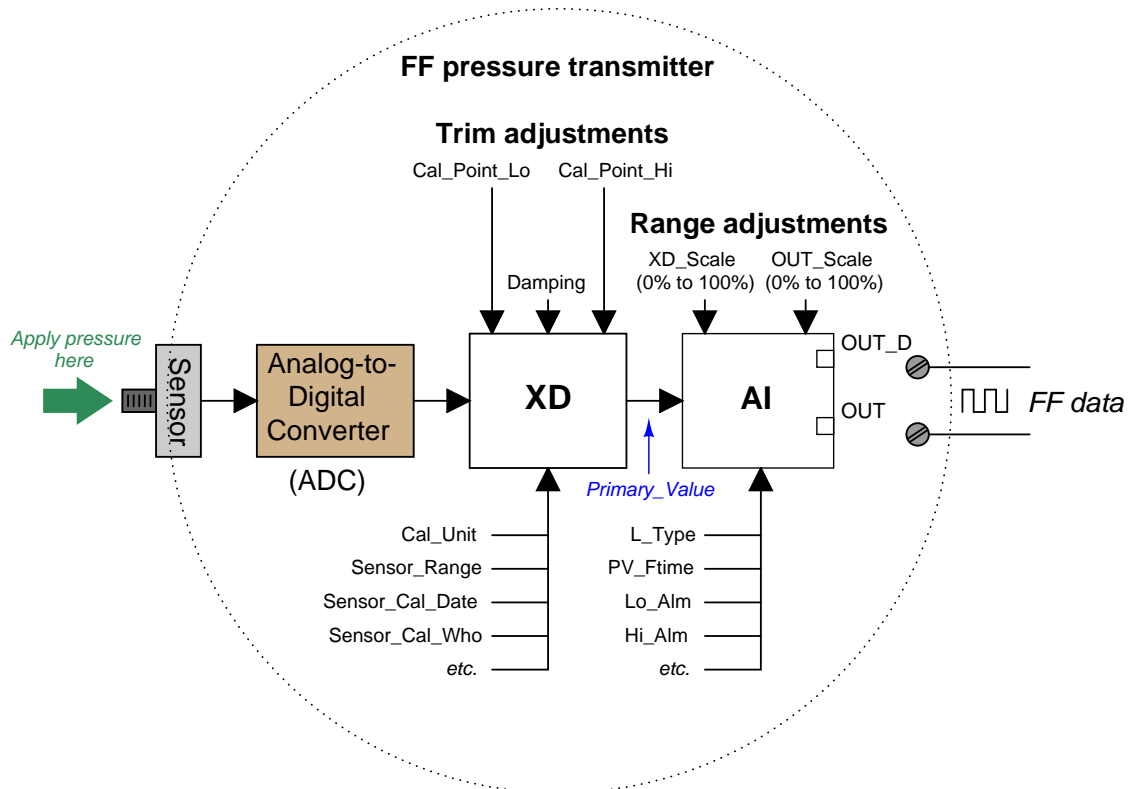 FF pressure transmitter
Trim adjustments
Cal_Point_Lo
Cal_Point_Hi
Range adjustments
XD_Scale
(0% to 100%)
OUT_Scale
(0% to 100%)
Damping
Apply pressure
here
Sensor
Analog-to-
Digital
Converter
(ADC)
XD
Primary_Value
AI
OUT_D
OUT
FF data
Cal_Unit
Sensor_Range
Sensor_Cal_Date
Sensor_Cal_Who
etc.
L_Type
PV_Ftime
Lo_Alm
Hi_Alm
etc.